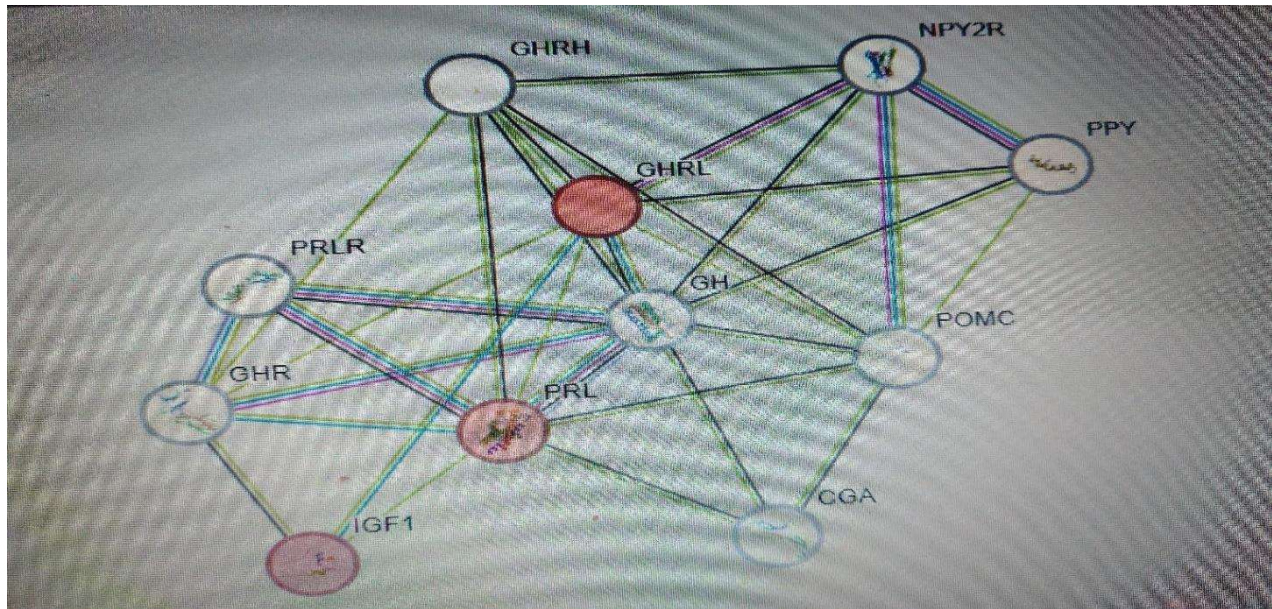 GHRH
NPY2R
PPY
GHRL
PRLR
GH
POMC
GHR
PRL
CGA
IGF1